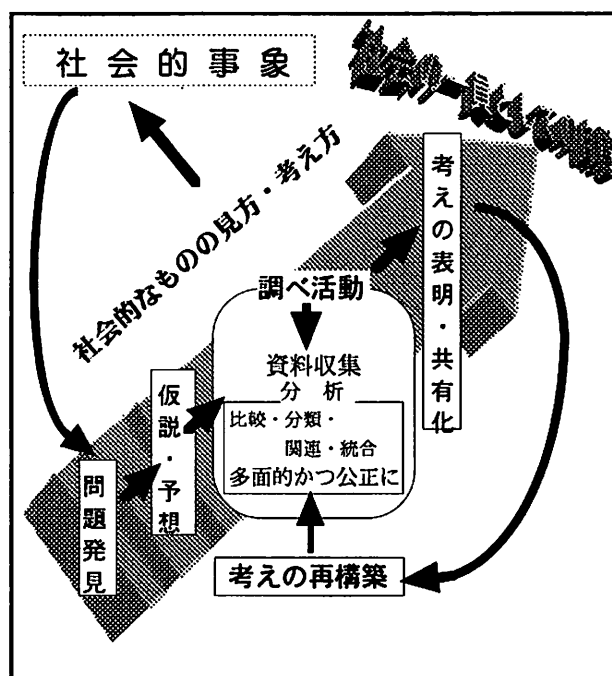 社会的事象
社会的なものの見方・考え方
考えの表明・共有化
調べ活動
資料収集
分 析
比較・分類・
関連・統合
多面的かつ公正に
仮説・予想
問題発見
考えの再構築